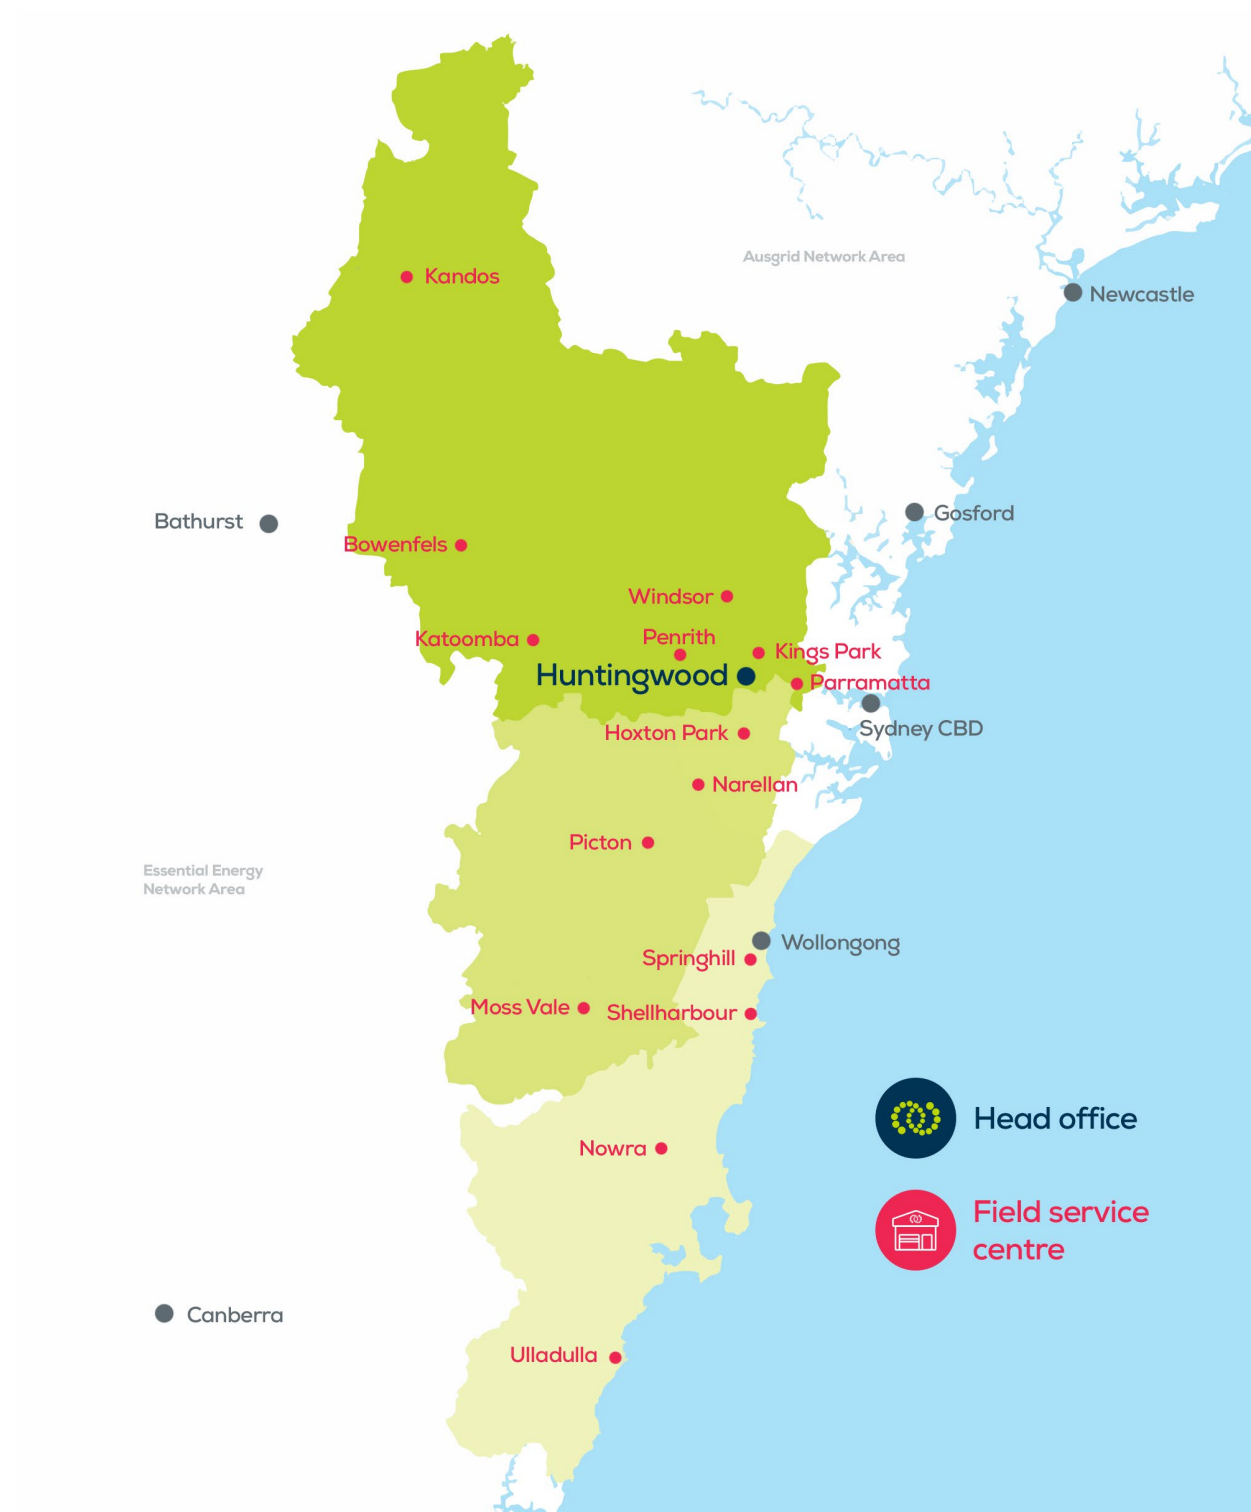 Ausgrid Network Area
Kandos
Newcastle
Gosford
Bathurst
Bowenfels
Windsor
Penrith
Katoomba
Kings Park
Huntingwood
Parramatta
Sydney CBD
Hoxton Park
Narellan
Picton
Essential Energy
Network Area
Wollongong
Springhill
Moss Vale
Shellharbour
Head office
Nowra
Field service
centre
Canberra
Ulladulla